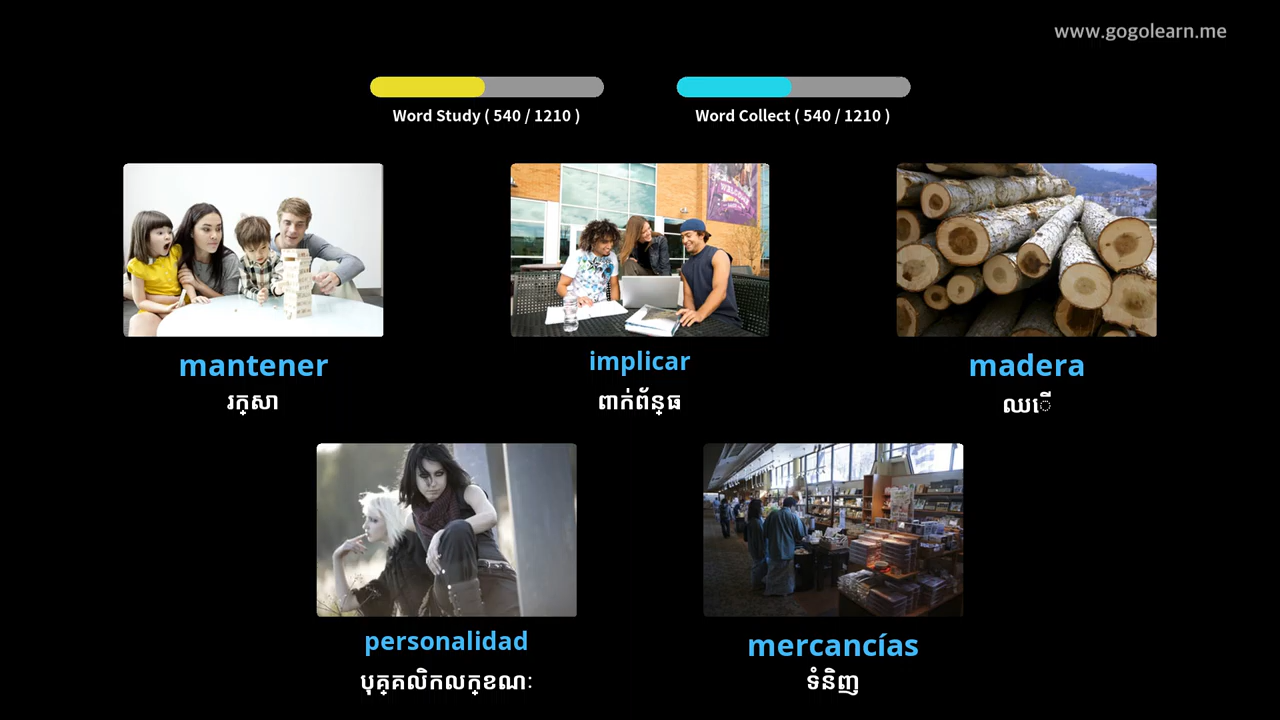 www.gogolearn.me
Word Study ( 540 / 1210 )
Word Collect ( 540 / 1210 )
WELCOME
mantener
រក្សា
implicar
ពាក់ព័ន្ធ
madera
ឈើ
personalidad
បុគ្គលិកលក្ខណៈ
mercancías
ទំនិញ